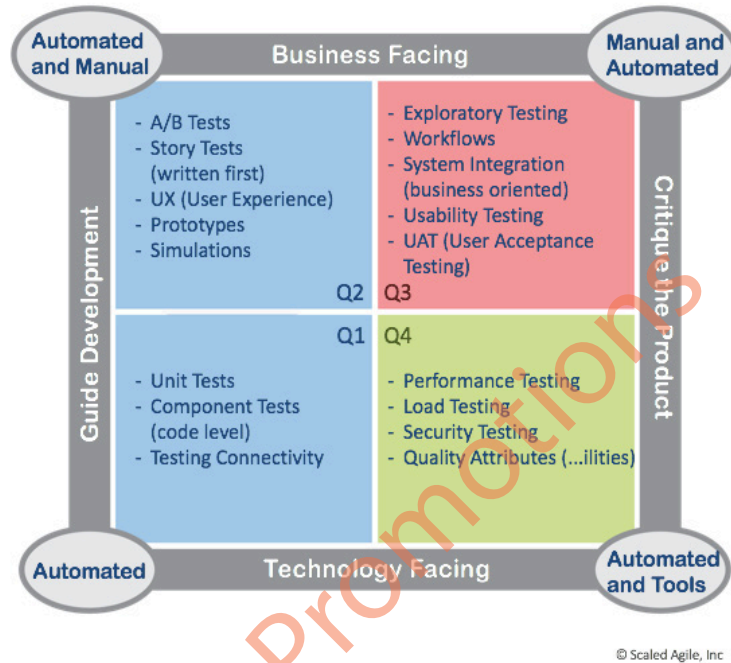 Automated
and Manual
Business Facing
Manual and
Automated
Guide Development
- A/B Tests
- Story Tests
(written first)
- UX (User Experience)
- Prototypes
- Simulations
Q2
- Exploratory Testing
- Workflows
- System Integration
(business oriented)
- Usability Testing
- UAT (User Acceptance
Testing)
Q3
Critique the Product
Q1
- Unit Tests
- Component Tests
(code level)
- Testing Connectivity
Q4
- Performance Testing
- Load Testing
- Security Testing
- Quality Attributes (...ilities)
Automated
Technology Facing
Automated
and Tools
Promotions
© Scaled Agile, Inc